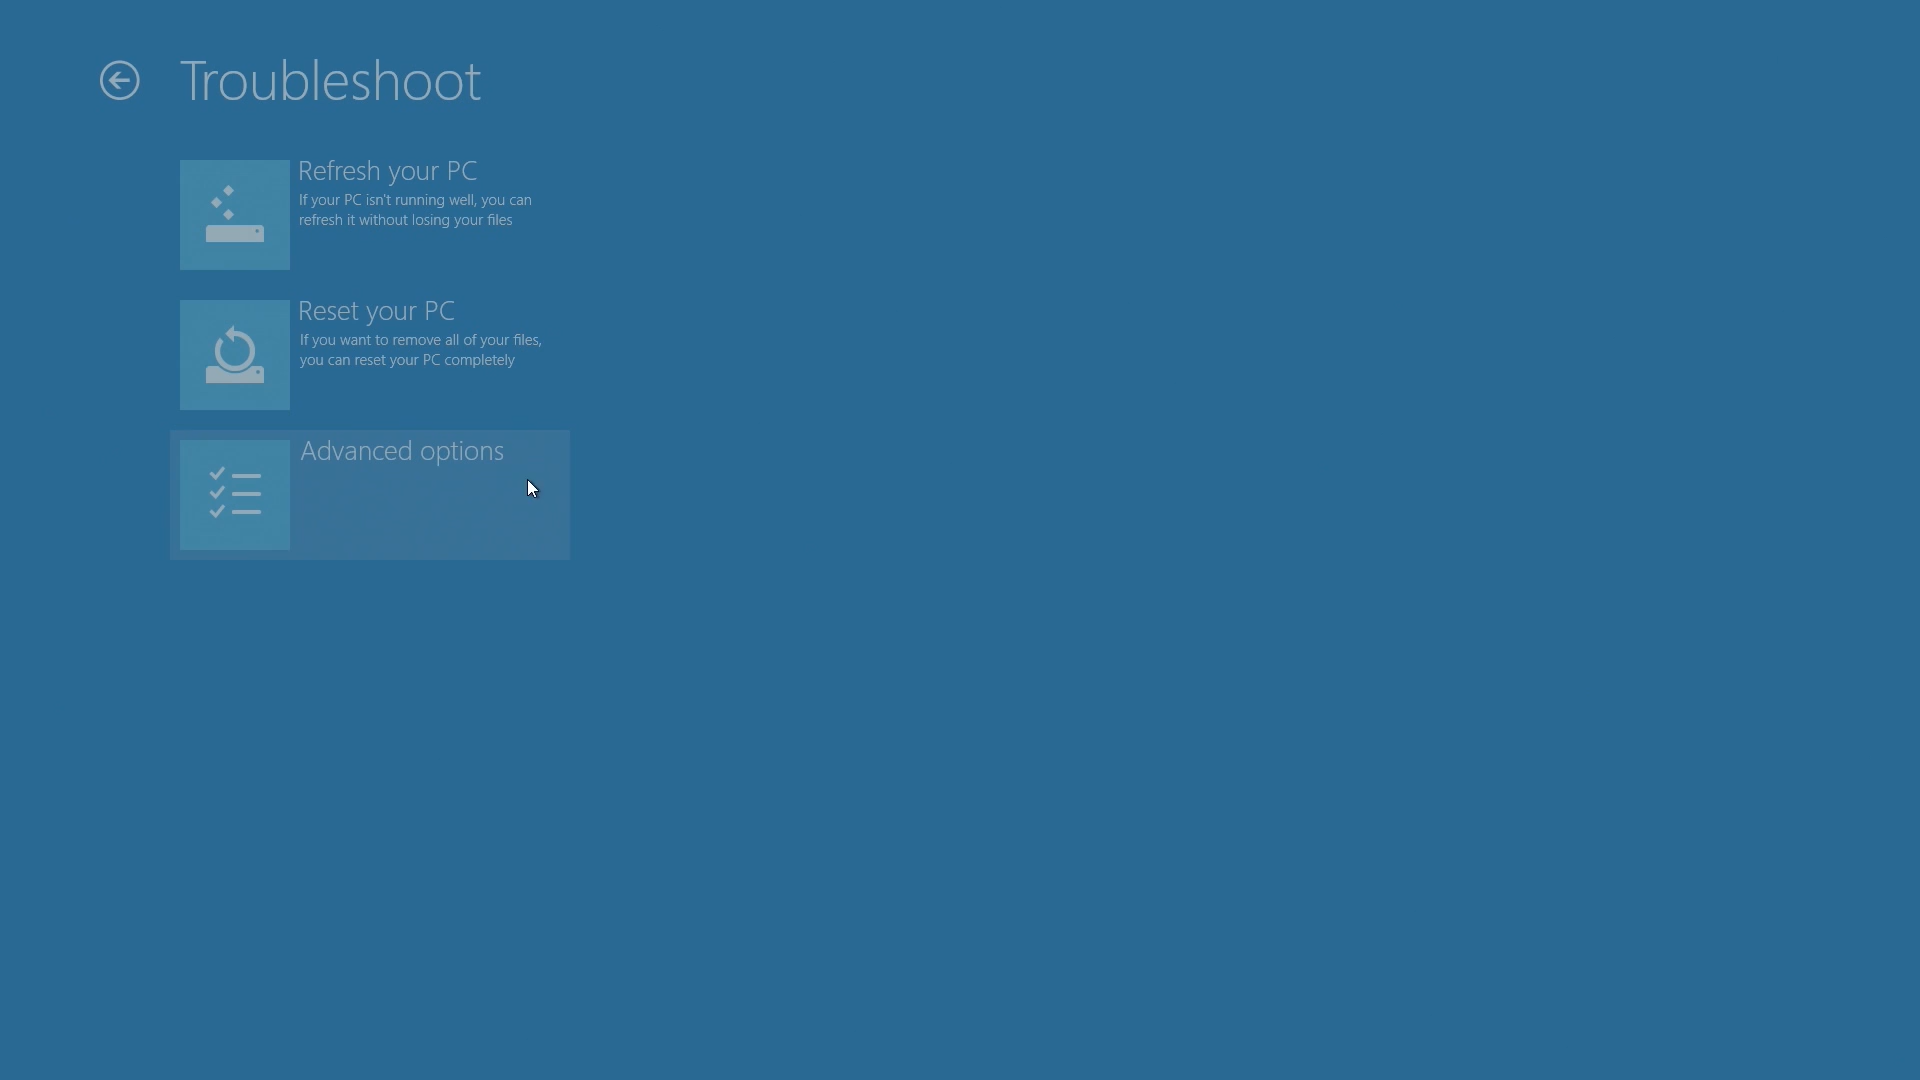 Troubleshoot
Refresh your PC
If your PC isn't running well, you can
refresh it without losing your files
Reset your PC
If you want to remove all of your files,
you can reset your PC completely
Advanced options